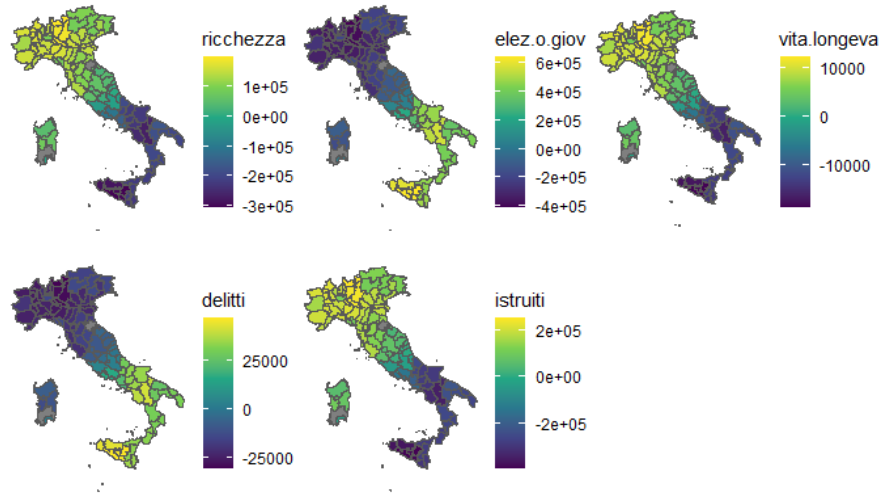 ricchezza
1e+05
0e+00
-1e+05
-2e+05
-3e+05
elez.o.giov
6e+05
4e+05
2e+05
0e+00
-2e+05
-4e+05
vita.longeva
10000
0
-10000
delitti
25000
0
-25000
istruiti
2e+05
0e+00
-2e+05